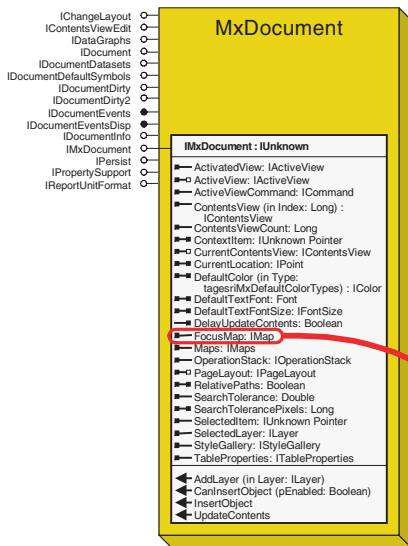 MxDocument
IChangeLayout
IContentsViewEdit
IDataGraphs
IDocument
IDocumentDatasets
IDocumentDefaultSymbols
IDocumentDirty
IDocumentDirty2
IDocumentEvents
IDocumentEventsDisp
IDocumentInfo
IMxDocument
IPersist
IPropertySupport
IReportUnitFormat
IMxDocument : IUnknown
ActivatedView: IActiveView
ActiveView: IActiveView
ActiveViewCommand: ICommand
ContentsView (in Index: Long) :
IContentsView
ContentsViewCount: Long
ContextItem: IUnknown Pointer
CurrentContentsView: IContentsView
CurrentLocation: IPoint
DefaultColor (in Type:
tagesriMxDefaultColorTypes) : IColor
DefaultTextFont: Font
DefaultTextFontSize: IFontSize
DelayUpdateContents: Boolean
FocusMap: IMap
Maps: IMaps
OperationStack: IOperationStack
PageLayout: IPageLayout
RelativePaths: Boolean
SearchTolerance: Double
SearchTolerancePixels: Long
SelectedItem: IUnknown Pointer
SelectedLayer: ILayer
StyleGallery: IStyleGallery
TableProperties: ITableProperties
AddLayer (in Layer: ILayer)
CanInsertObject (pEnabled: Boolean)
InsertObject
UpdateContents